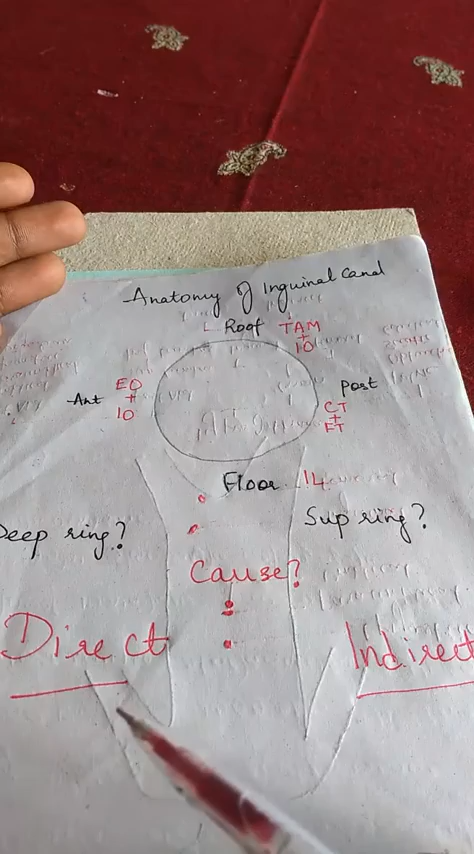 Anatomy of Inguinal Canal
Roof TAM
+
IO
Ant EO
+
IO
Post
CT
+
FT
Floor 14
Deep ring?
Sup ring?
Cause?
Direct
Indirect